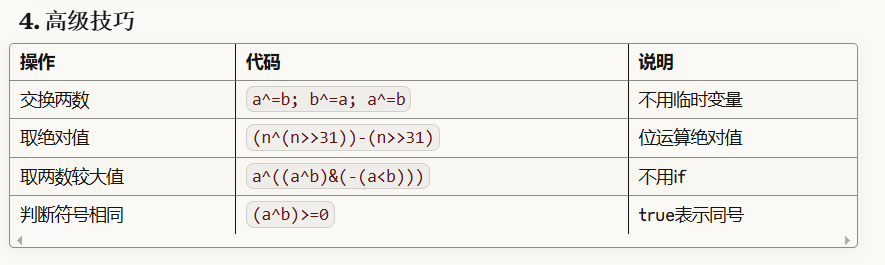 4. 高级技巧
操作 代码 说明
交换两数 a^=b; b^=a; a^=b 不用临时变量
取绝对值 (n^(n>>31))-(n>>31) 位运算绝对值
取两数较大值 a^((a^b)&(-(a<b))) 不用if
判断符号相同 (a^b)>=0 true表示同号